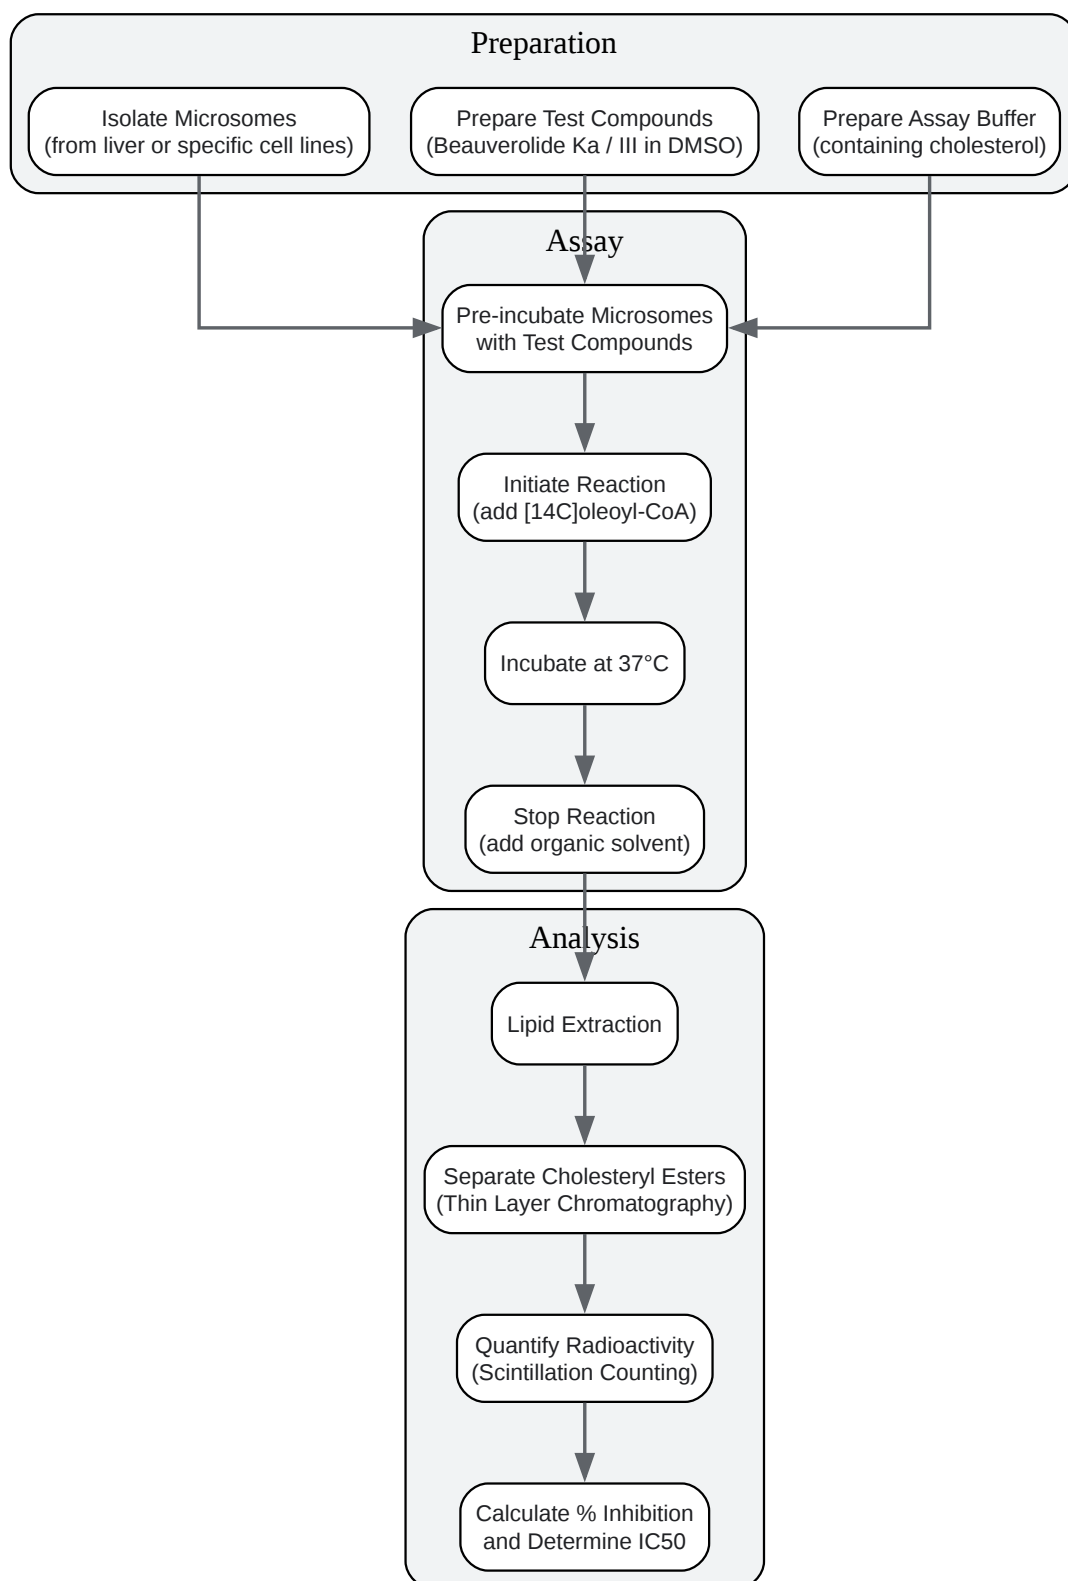 Preparation
Isolate Microsomes
(from liver or specific cell lines)
Prepare Test Compounds
(Beauverolide Ka / III in DMSO)
Prepare Assay Buffer
(containing cholesterol)
Assay
Pre-incubate Microsomes
with Test Compounds
Initiate Reaction
(add [14C]oleoyl-CoA)
Incubate at 37°C
Stop Reaction
(add organic solvent)
Analysis
Lipid Extraction
Separate Cholesteryl Esters
(Thin Layer Chromatography)
Quantify Radioactivity
(Scintillation Counting)
Calculate % Inhibition
and Determine IC50